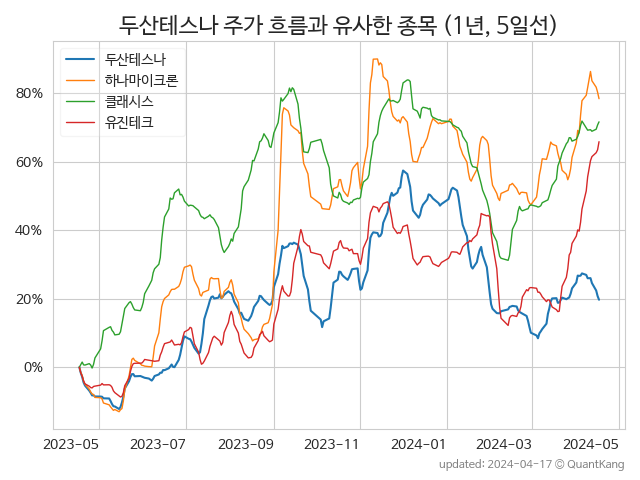 두산테스나 주가 흐름과 유사한 종목 (1년, 5일선)
두산테스나
하나마이크론
클래시스
유진테크
80%
60%
40%
20%
0%
2023-05 2023-07 2023-09 2023-11 2024-01 2024-03 2024-05
updated: 2024-04-17 © QuantKang